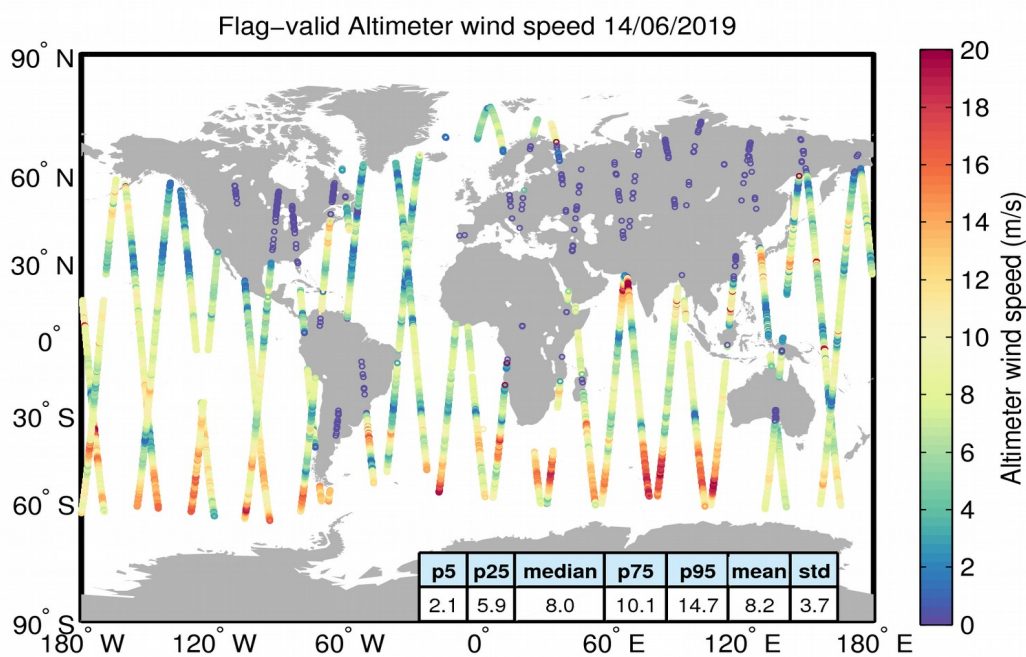 Flag−valid Altimeter wind speed 14/06/2019
90° N
60° N
30° N
0°
30° S
60° S
90° S
180° W
120° W
60° W
0°
60° E
120° E
180° E
p5 p25 median p75 p95 mean std
2.1 5.9 8.0 10.1 14.7 8.2 3.7
20
18
16
14
12
10
8
6
4
2
0
Altimeter wind speed (m/s)